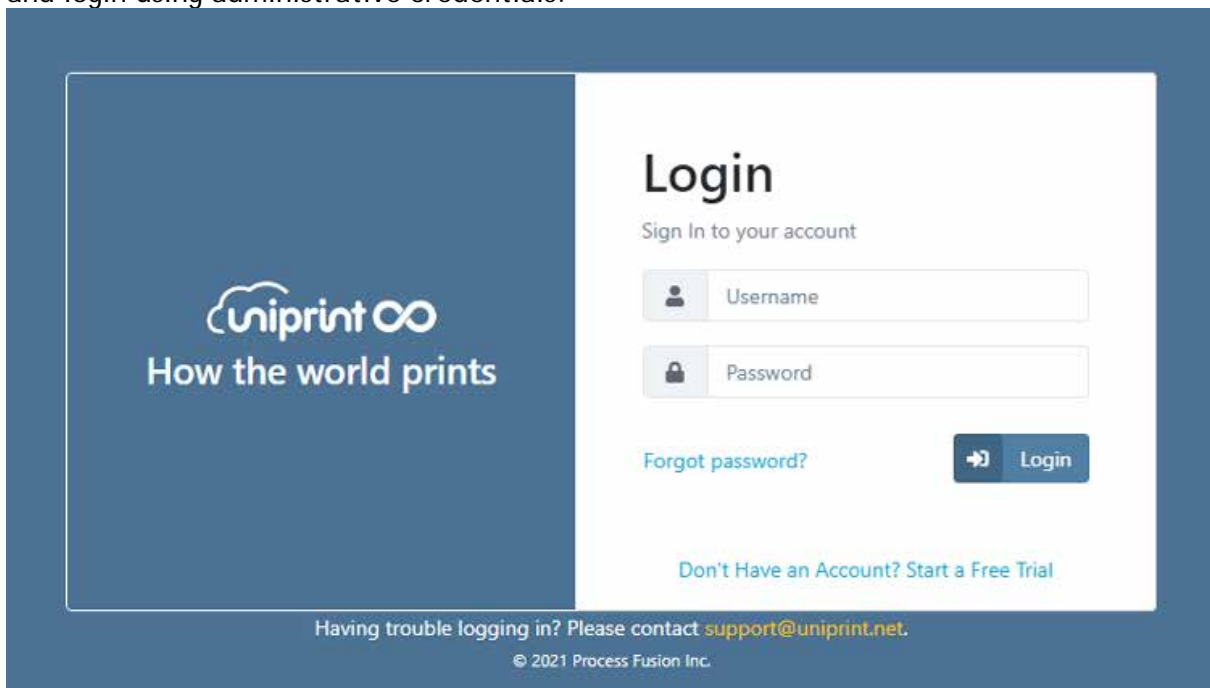 and login using administrative credentials.
uniprint
How the world prints
Login
Sign In to your account
Username
Password
Forgot password?
Login
Don't Have an Account? Start a Free Trial
Having trouble logging in? Please contact support@uniprint.net.
© 2021 Process Fusion Inc.